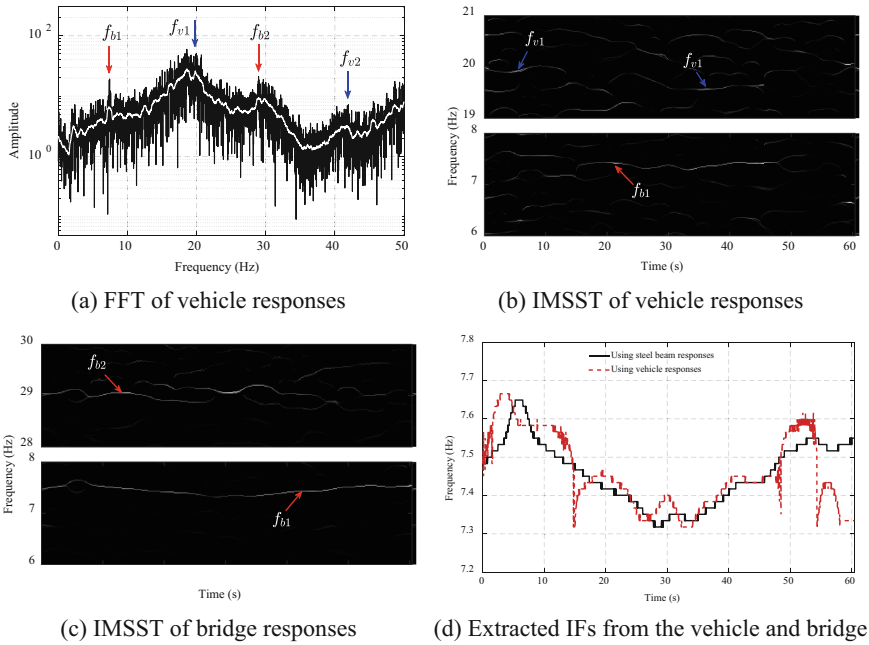 10²
10⁰
Amplitude
f_b1
f_v1
f_b2
f_v2
0 10 20 30 40 50
Frequency (Hz)
(a) FFT of vehicle responses
21
20
19
8
7
6
Frequency (Hz)
f_v1
f_v1
f_b1
0 10 20 30 40 50 60
Time (s)
(b) IMSST of vehicle responses
30
29
28
8
7
6
Frequency (Hz)
f_b2
f_b1
Time (s)
(c) IMSST of bridge responses
7.8
7.7
7.6
7.5
7.4
7.3
7.2
Frequency (Hz)
Using steel beam responses
Using vehicle responses
0 10 20 30 40 50 60
Time (s)
(d) Extracted IFs from the vehicle and bridge